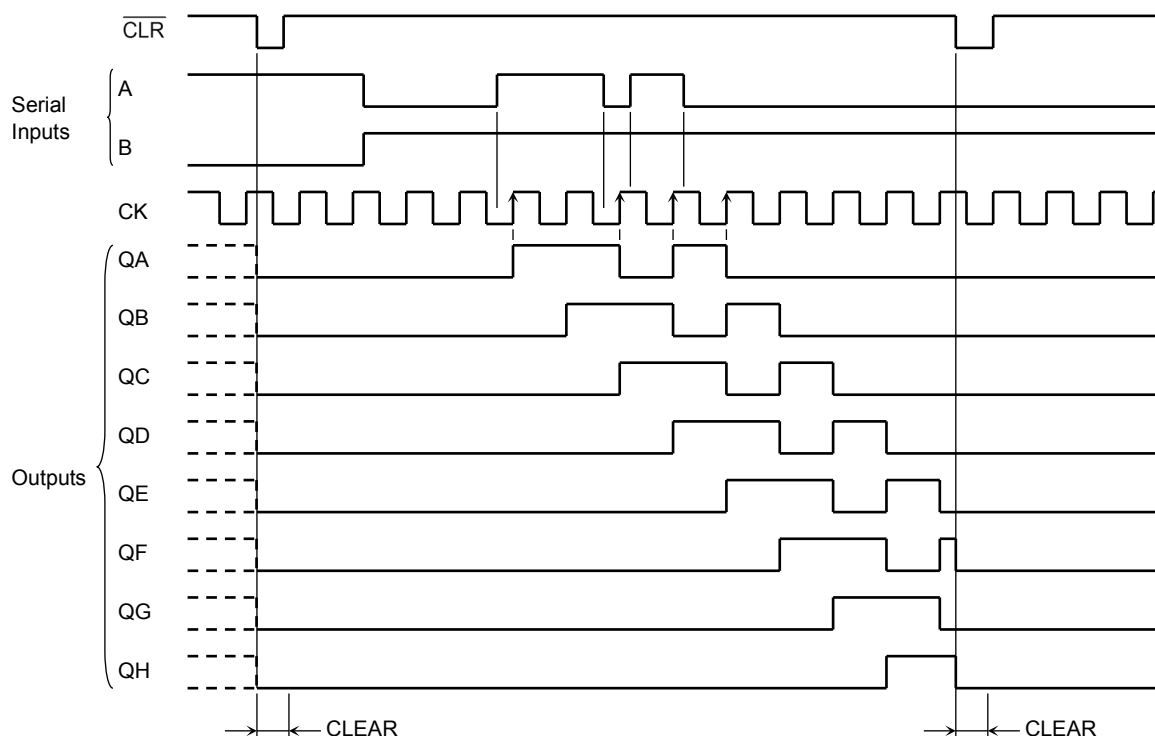 CLR
A
Serial
Inputs
B
CK
QA
QB
QC
QD
Outputs
QE
QF
QG
QH
CLEAR
CLEAR